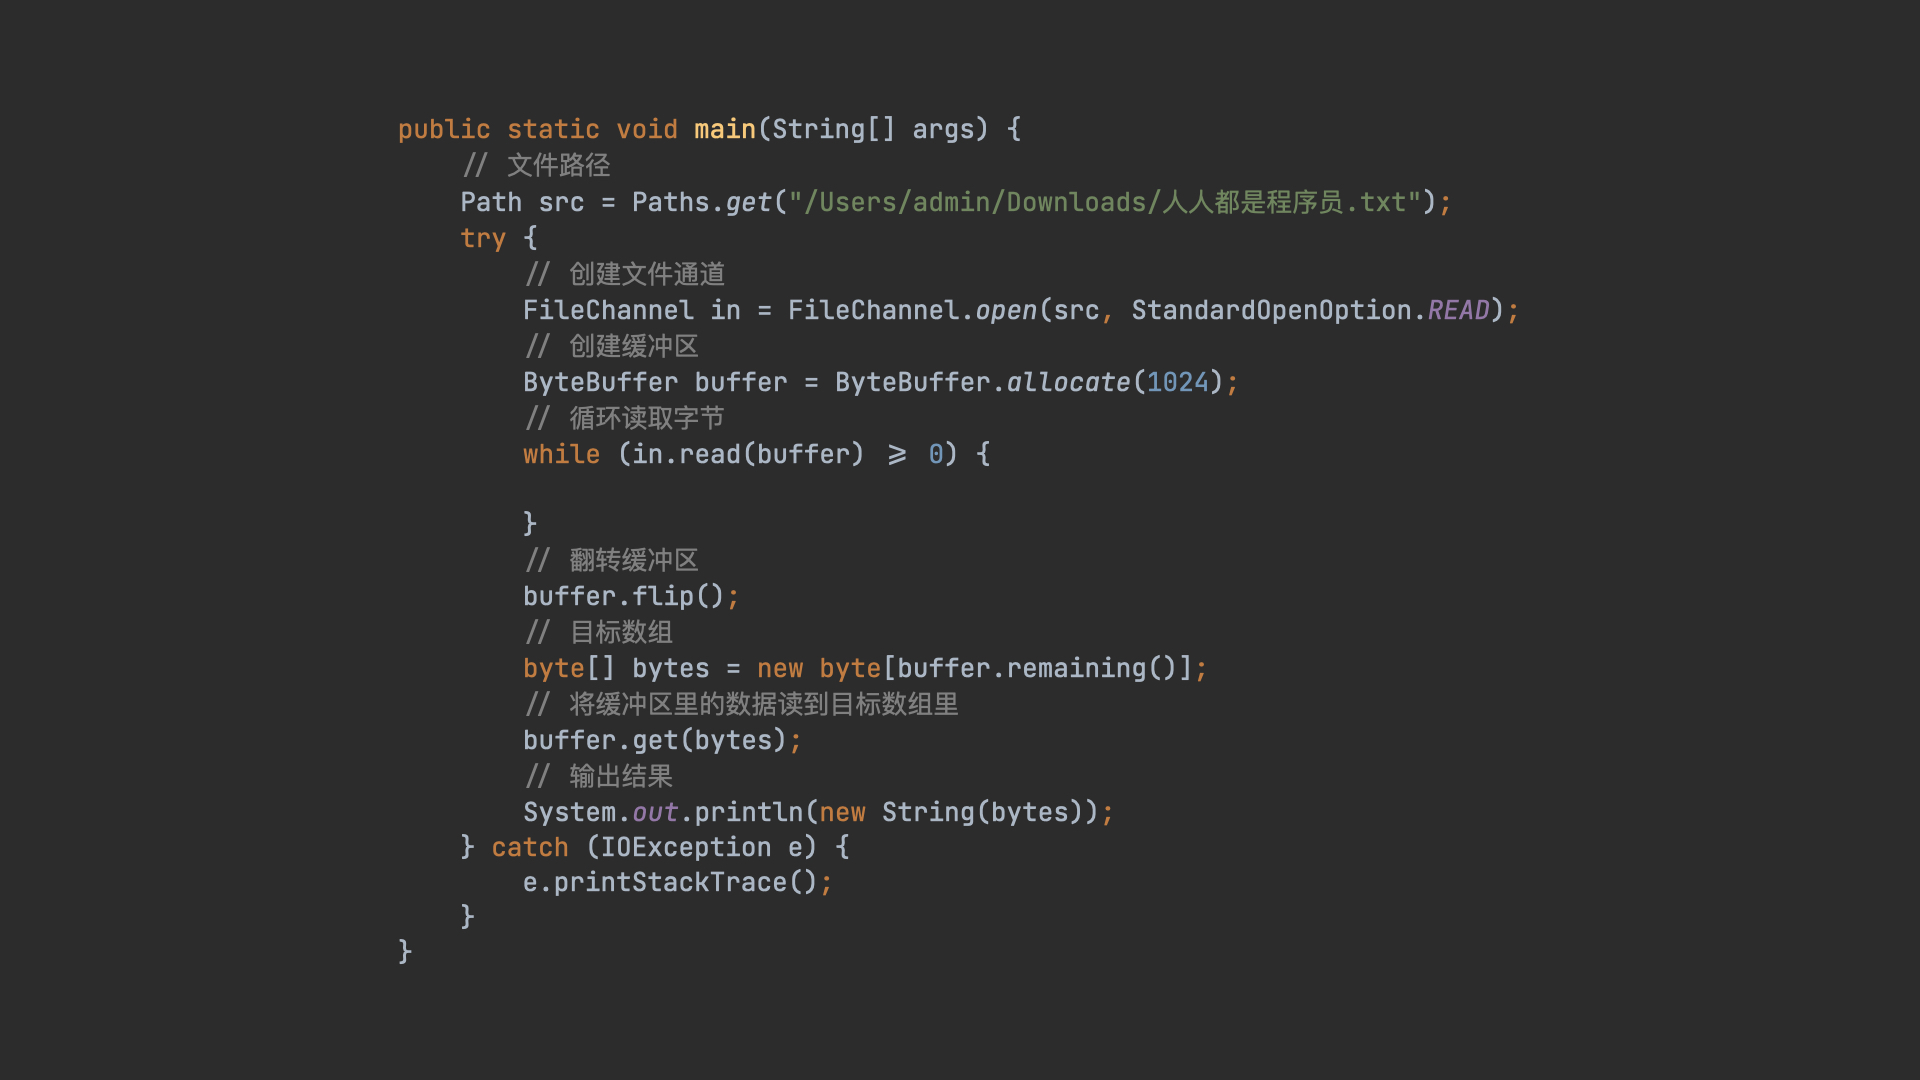 public static void main(String[] args) {
// 文件路径
Path src = Paths.get("/Users/admin/Downloads/人人都是程序员.txt");
try {
// 创建文件通道
FileChannel in = FileChannel.open(src, StandardOpenOption.READ);
// 创建缓冲区
ByteBuffer buffer = ByteBuffer.allocate(1024);
// 循环读取字节
while (in.read(buffer) ⩾ 0) {
}
// 翻转缓冲区
buffer.flip();
// 目标数组
byte[] bytes = new byte[buffer.remaining()];
// 将缓冲区里的数据读到目标数组里
buffer.get(bytes);
// 输出结果
System.out.println(new String(bytes));
} catch (IOException e) {
e.printStackTrace();
}
}